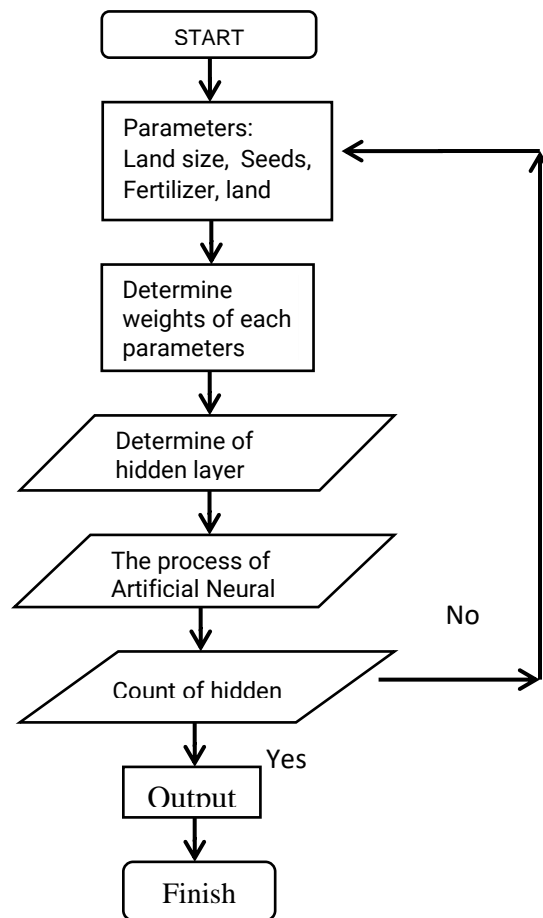 START
Parameters:
Land size, Seeds,
Fertilizer, land
Determine
weights of each
parameters
Determine of
hidden layer
The process of
Artificial Neural
No
Count of hidden
Yes
Output
Finish